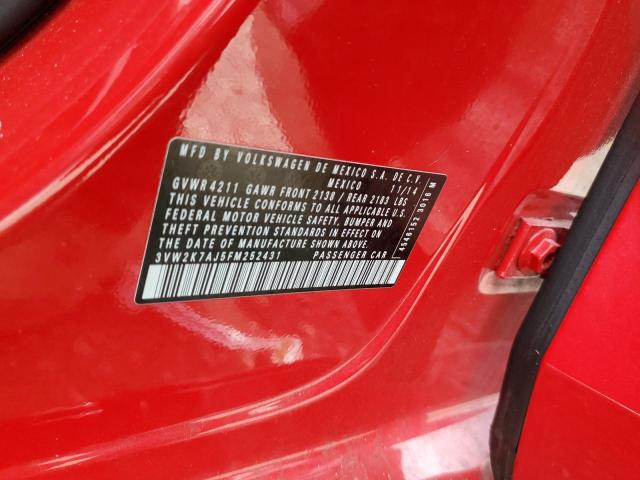 MFD BY VOLKSWAGEN DE MEXICO S.A. DE C.V.
MEXICO 11/14
GVWR 4211 GAWR FRONT 2138 / REAR 2183 LBS
THIS VEHICLE CONFORMS TO ALL APPLICABLE U.S.
FEDERAL MOTOR VEHICLE SAFETY, BUMPER AND
THEFT PREVENTION STANDARDS IN EFFECT ON
THE DATE OF MANUFACTURE SHOWN ABOVE
3VW2K7AJ5FM252431 PASSENGER CAR
4546152 3016 M